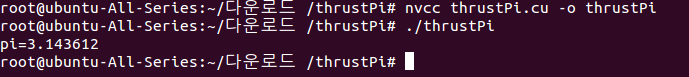 root@ubuntu-All-Series:~/다운로드 /thrustPi# nvcc thrustPi.cu -o thrustPi
root@ubuntu-All-Series:~/다운로드 /thrustPi# ./thrustPi
pi=3.143612
root@ubuntu-All-Series:~/다운로드 /thrustPi#